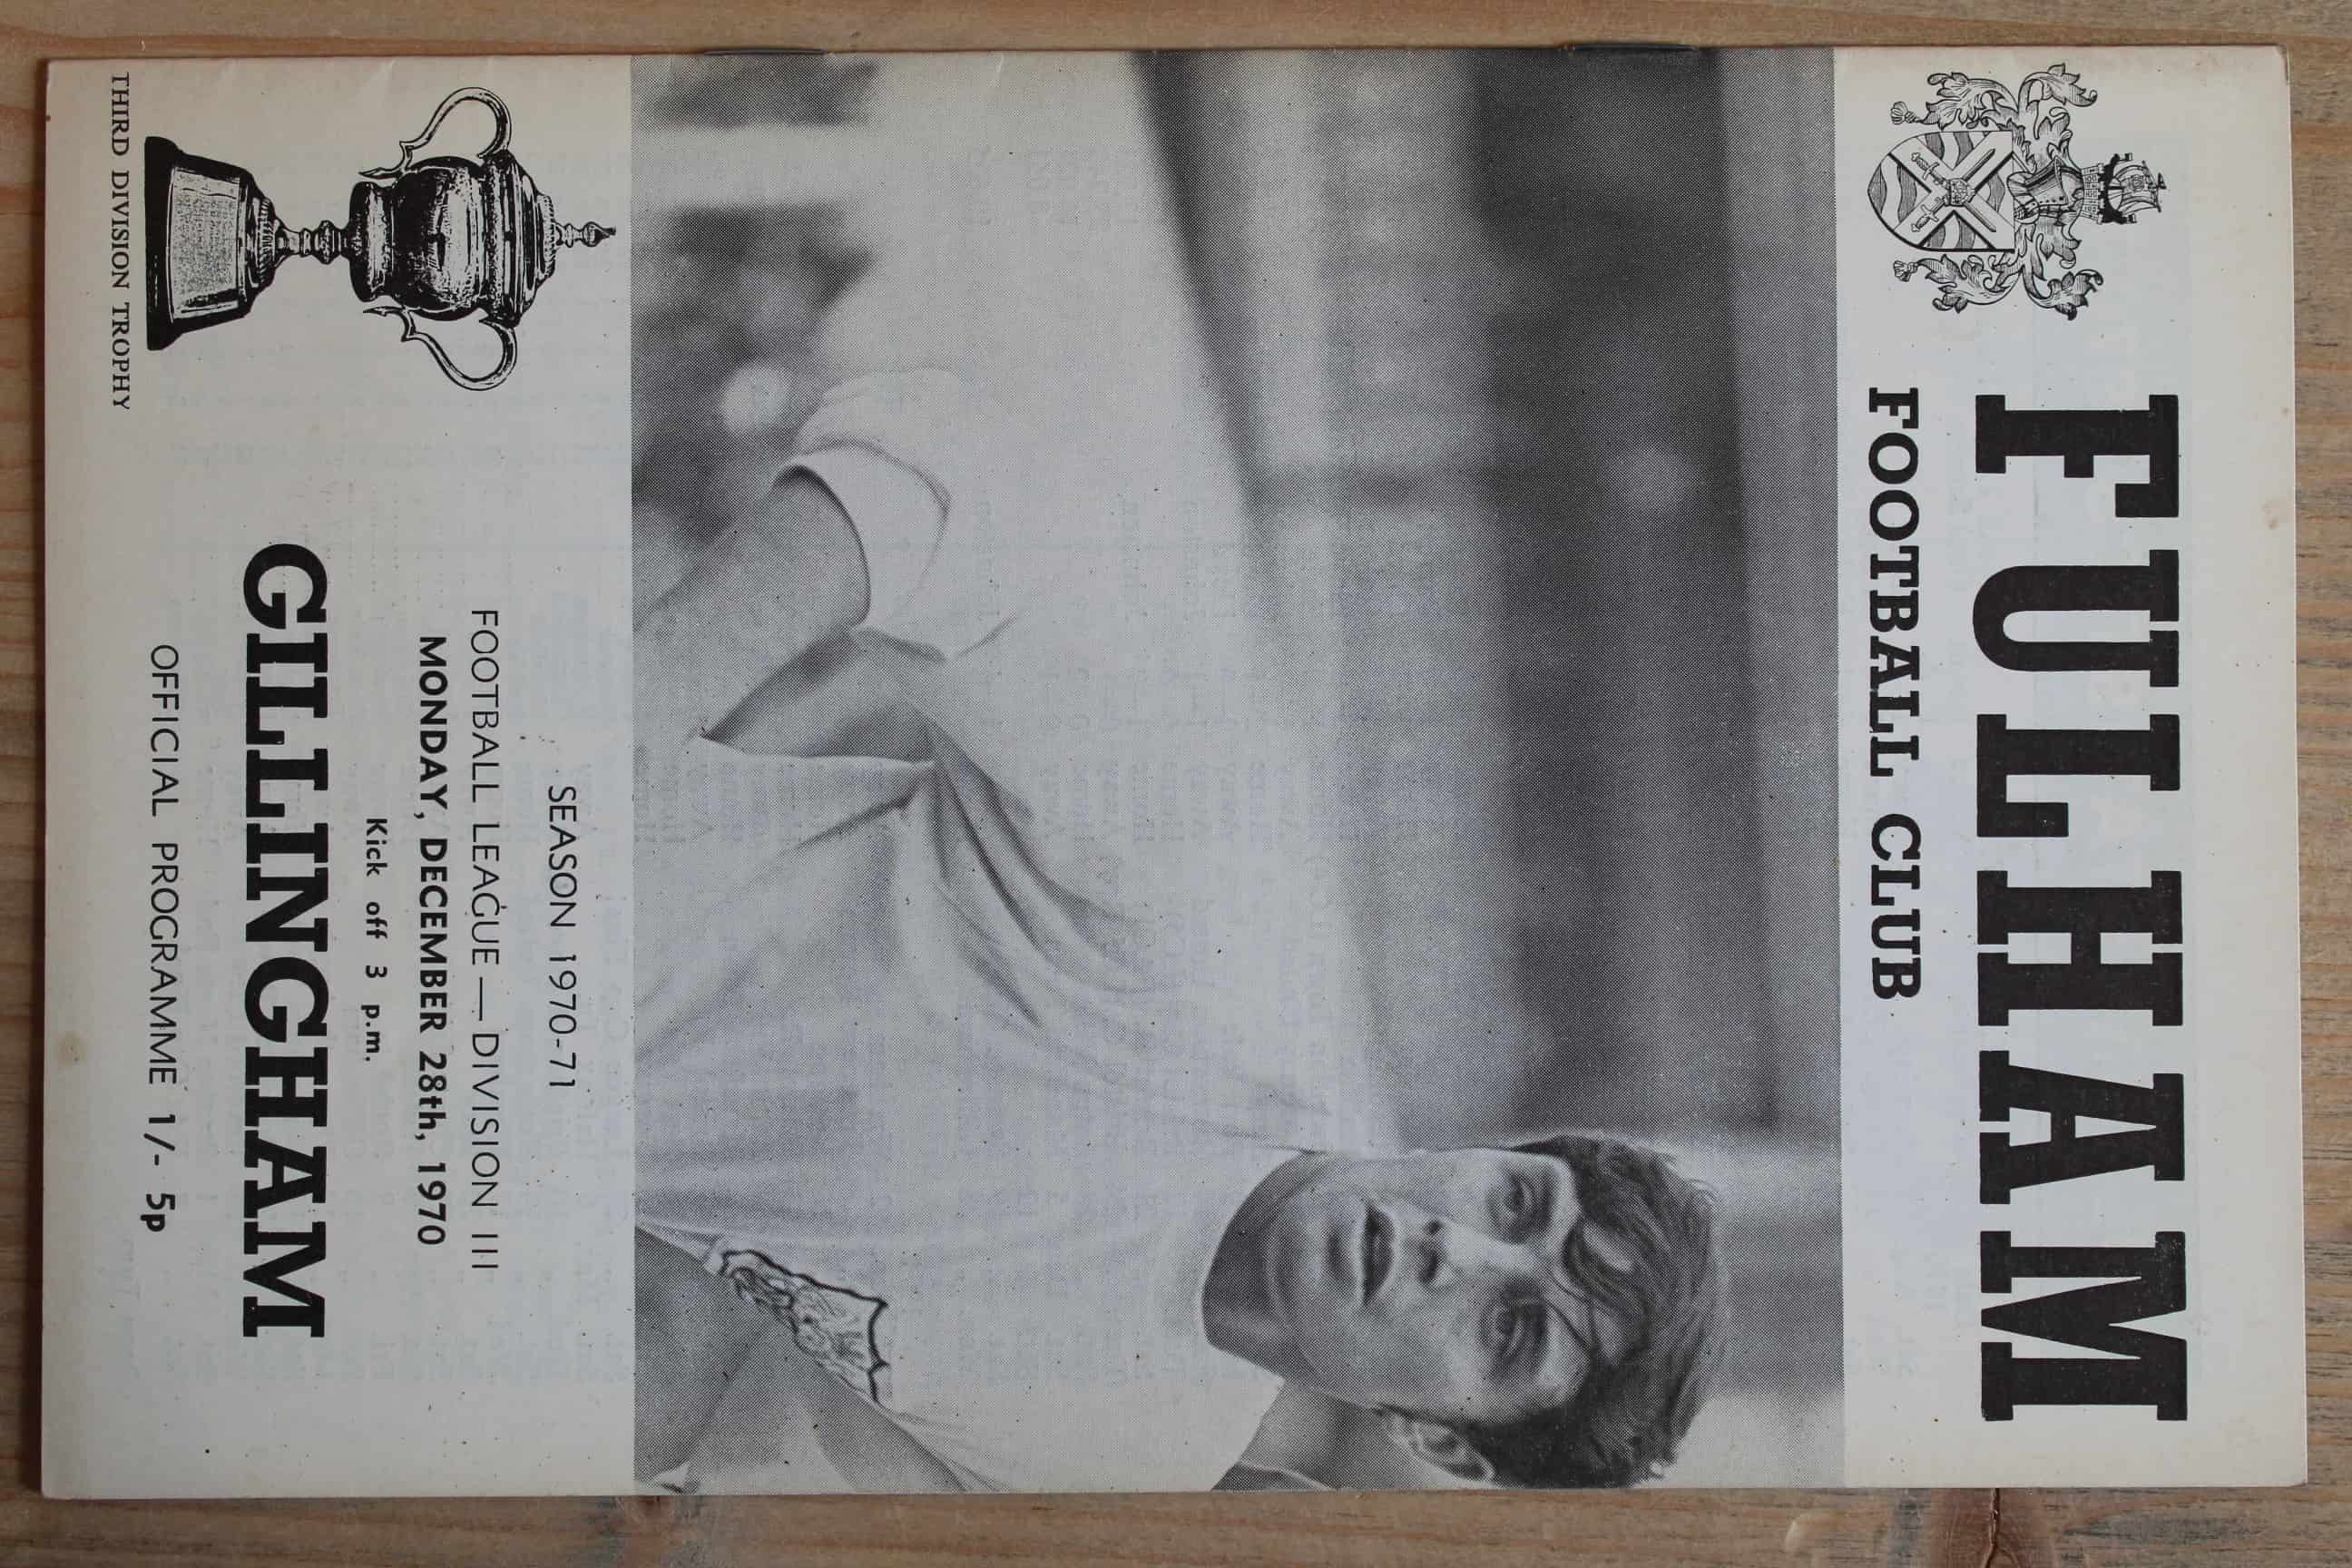 FULHAM
FOOTBALL CLUB
SEASON 1970-71
FOOTBALL LEAGUE — DIVISION III
MONDAY, DECEMBER 28th, 1970
Kick off 3 p.m.
GILLINGHAM
OFFICIAL PROGRAMME 1/- 5p
THIRD DIVISION TROPHY